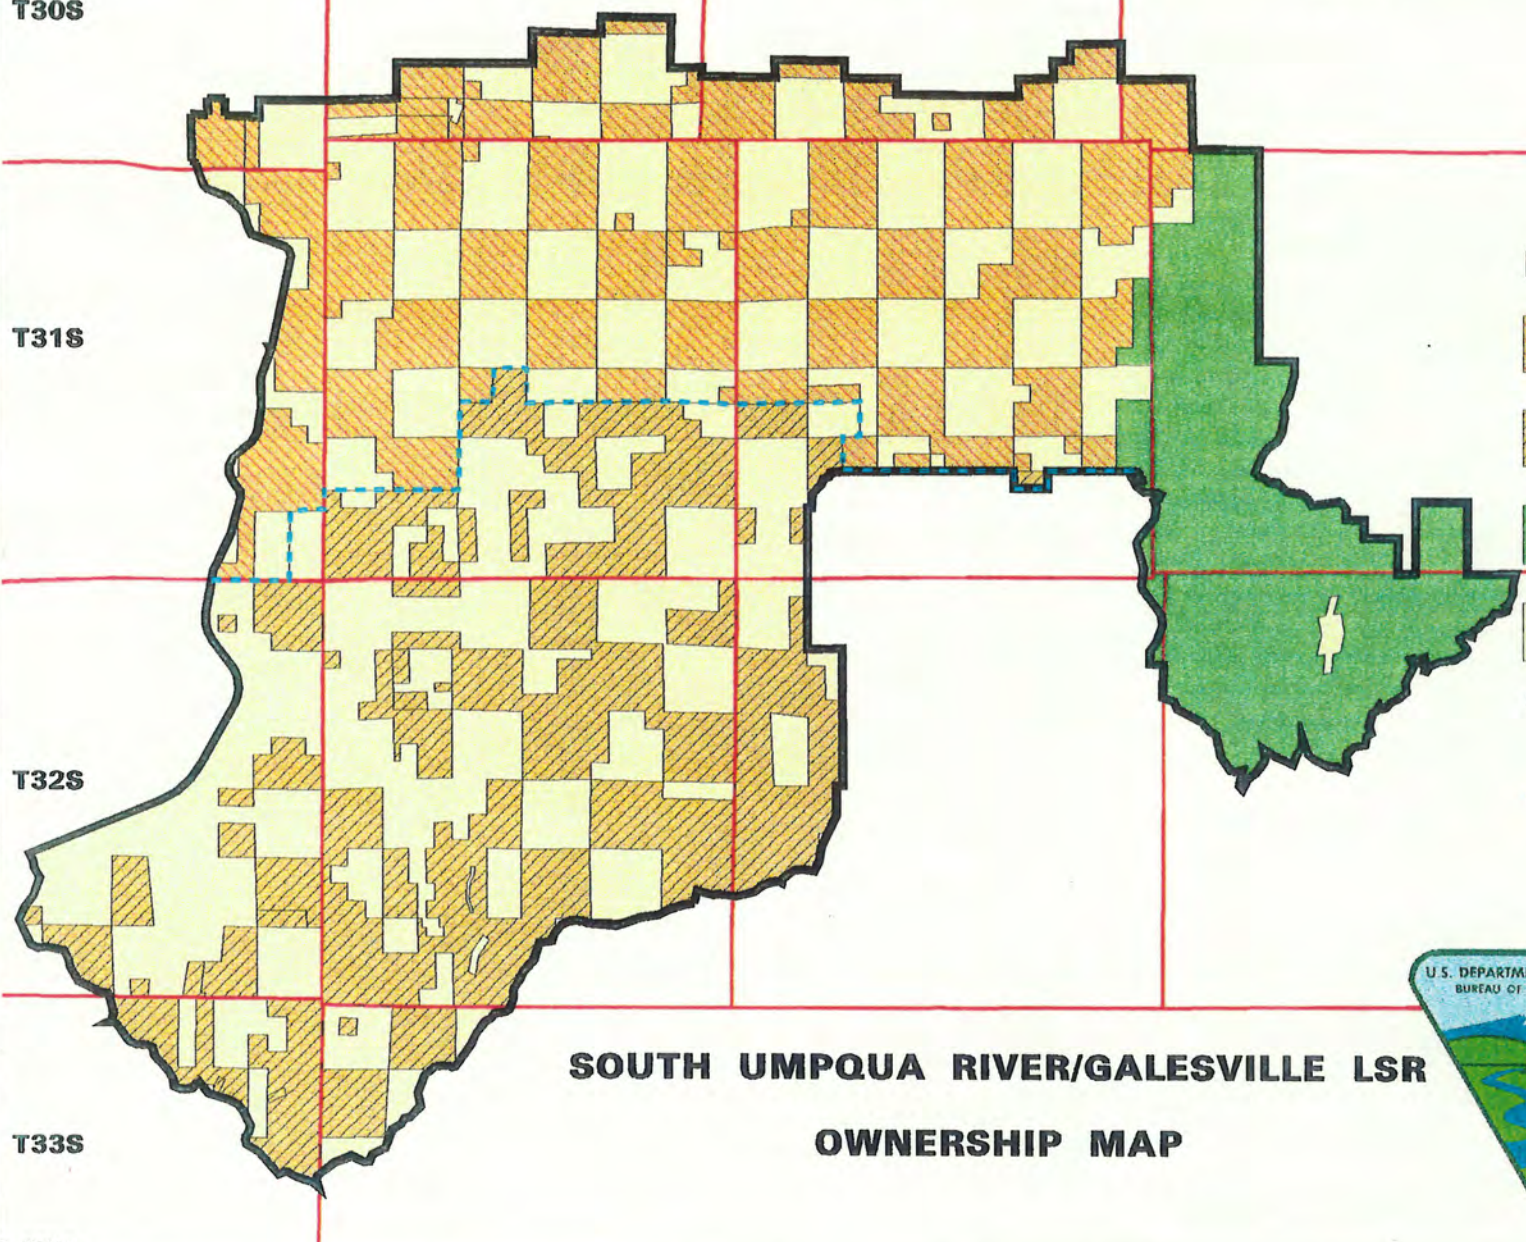 T30S
T31S
T32S
U.S. DEPARTM
BUREAU OF
SOUTH UMPQUA RIVER/GALESVILLE LSR
OWNERSHIP MAP
T33S